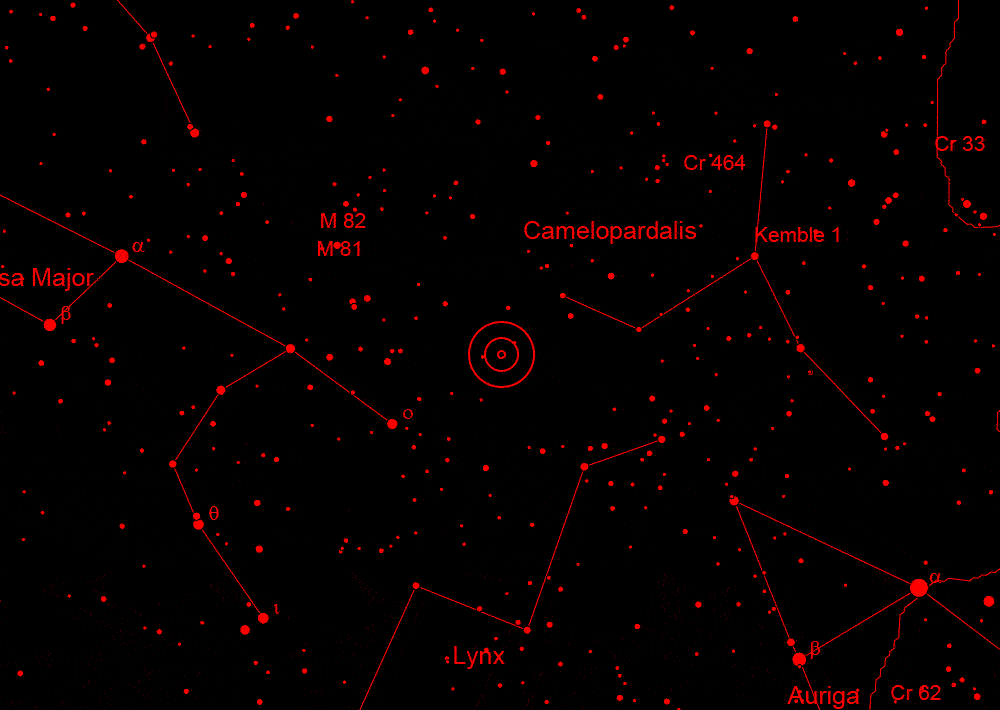 Cr 33
Cr 464
M 82
Camelopardalis
Kemble 1
α
M 81
sa Major
β
ο
θ
α
ι
β
Lynx
Auriga
Cr 62